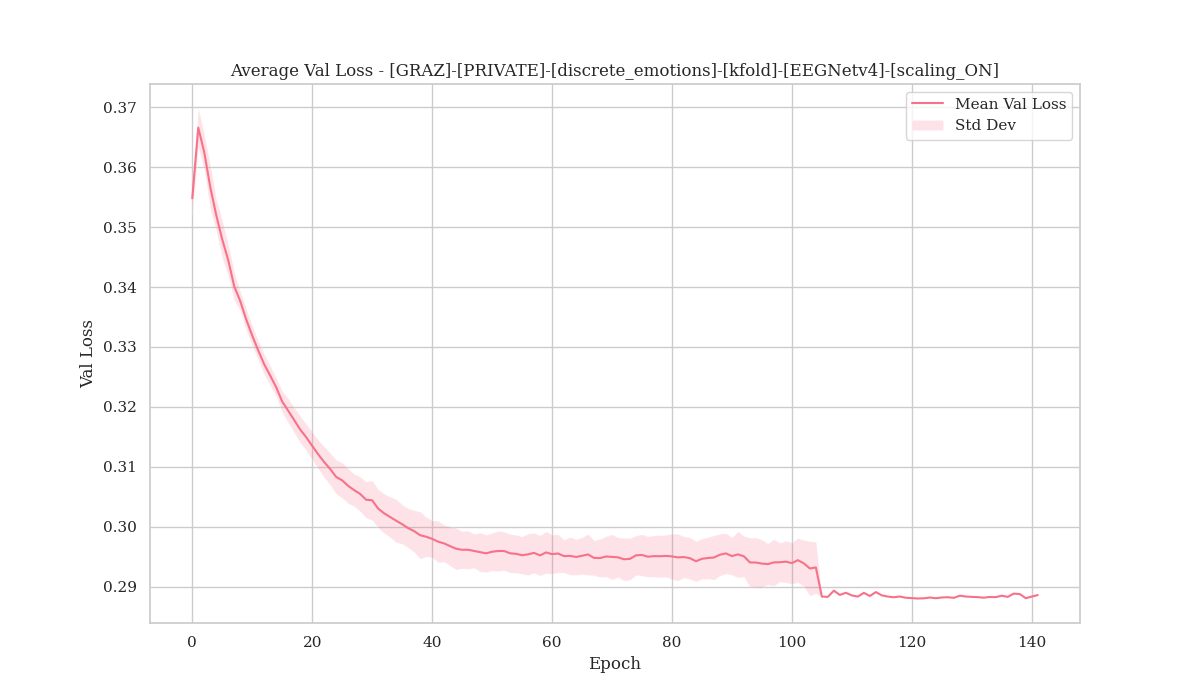 Average Val Loss - [GRAZ]-[PRIVATE]-[discrete_emotions]-[kfold]-[EEGNetv4]-[scaling_ON]
Mean Val Loss
Std Dev
0.37
0.36
0.35
0.34
0.33
0.32
0.31
0.30
0.29
Val Loss
0 20 40 60 80 100 120 140
Epoch